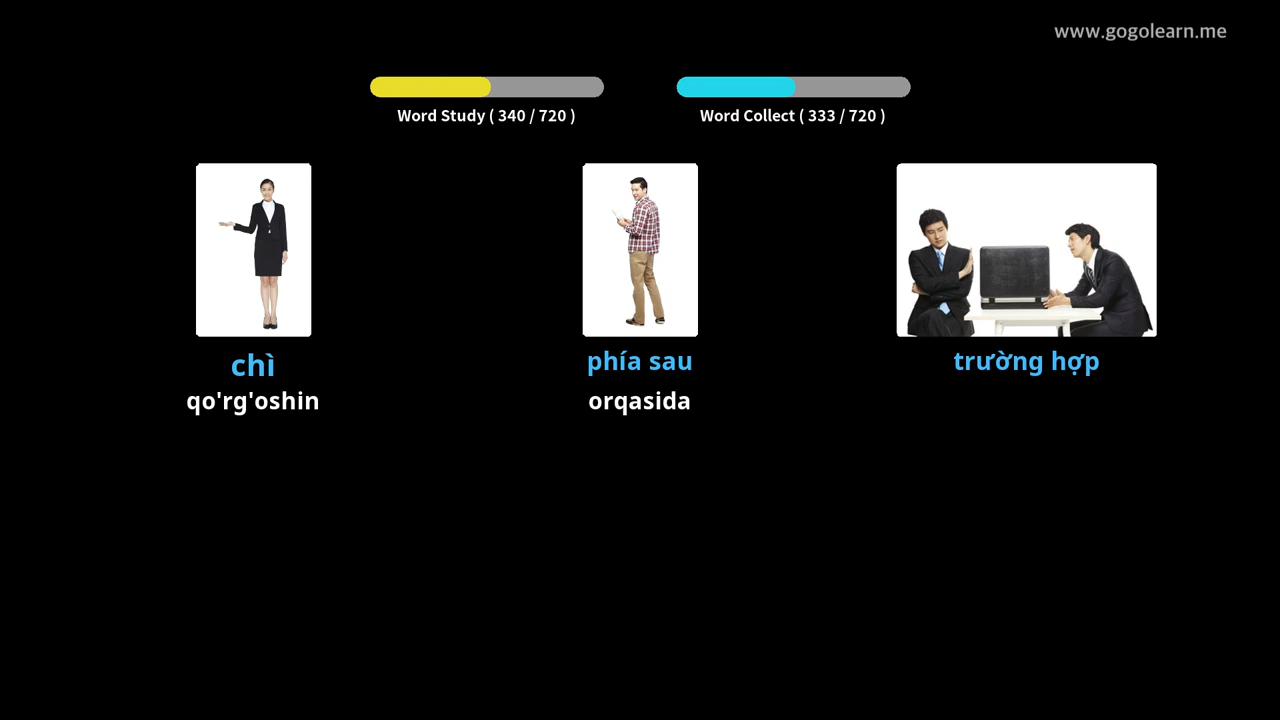 www.gogolearn.me
Word Study ( 340 / 720 )
Word Collect ( 333 / 720 )
chì
phía sau
trường hợp
qo'rg'oshin
orqasida